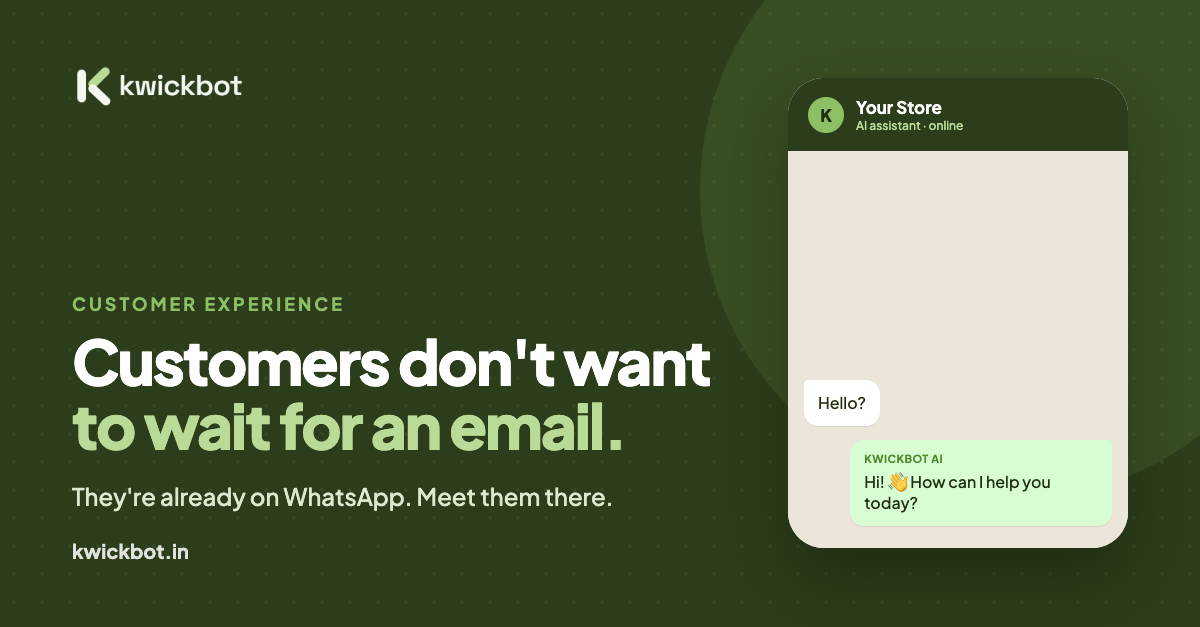 kwickbot
CUSTOMER EXPERIENCE
Customers don't want
to wait for an email.
They're already on WhatsApp. Meet them there.
kwickbot.in
K
Your Store
AI assistant · online
Hello?
KWICKBOT AI
Hi! 👋 How can I help you
today?